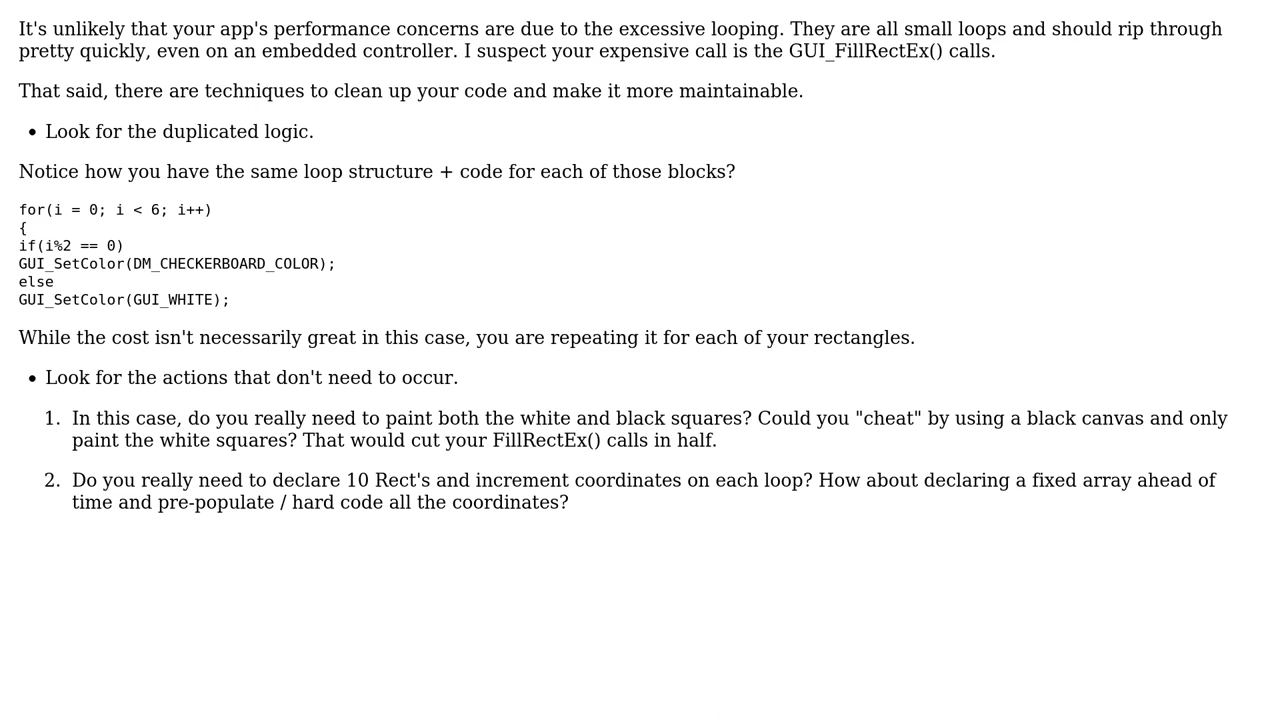 It's unlikely that your app's performance concerns are due to the excessive looping. They are all small loops and should rip through
pretty quickly, even on an embedded controller. I suspect your expensive call is the GUI_FillRectEx() calls.
That said, there are techniques to clean up your code and make it more maintainable.
• Look for the duplicated logic.
Notice how you have the same loop structure + code for each of those blocks?
for(i = 0; i < 6; i++)
{
if(i%2 == 0)
GUI_SetColor(DM_CHECKERBOARD_COLOR);
else
GUI_SetColor(GUI_WHITE);
While the cost isn't necessarily great in this case, you are repeating it for each of your rectangles.
• Look for the actions that don't need to occur.
1. In this case, do you really need to paint both the white and black squares? Could you "cheat" by using a black canvas and only
paint the white squares? That would cut your FillRectEx() calls in half.
2. Do you really need to declare 10 Rect's and increment coordinates on each loop? How about declaring a fixed array ahead of
time and pre-populate / hard code all the coordinates?